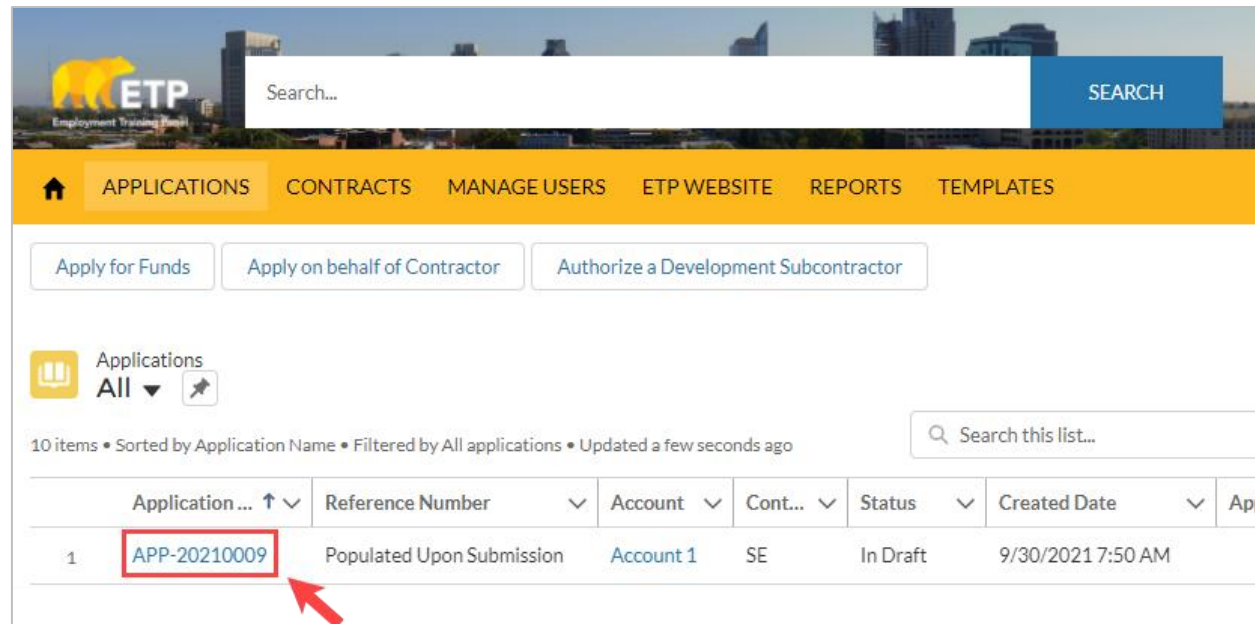 ETP
Employment Training Panel
Search...
SEARCH
APPLICATIONS CONTRACTS MANAGE USERS ETP WEBSITE REPORTS TEMPLATES
Apply for Funds Apply on behalf of Contractor Authorize a Development Subcontractor
Applications
All
10 items • Sorted by Application Name • Filtered by All applications • Updated a few seconds ago
Search this list...
Application ... Reference Number Account Cont... Status Created Date
1 APP-20210009 Populated Upon Submission Account 1 SE In Draft 9/30/2021 7:50 AM